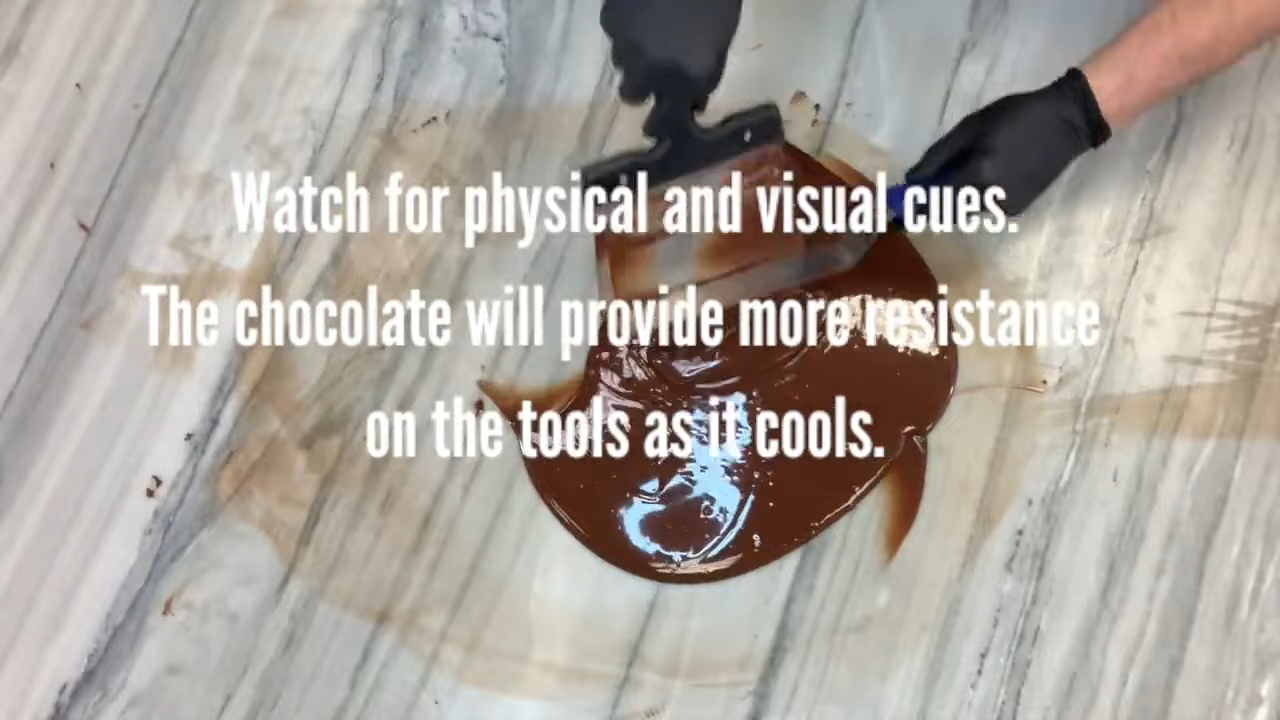 Watch for physical and visual cues.
The chocolate will provide more resistance
on the tools as it cools.